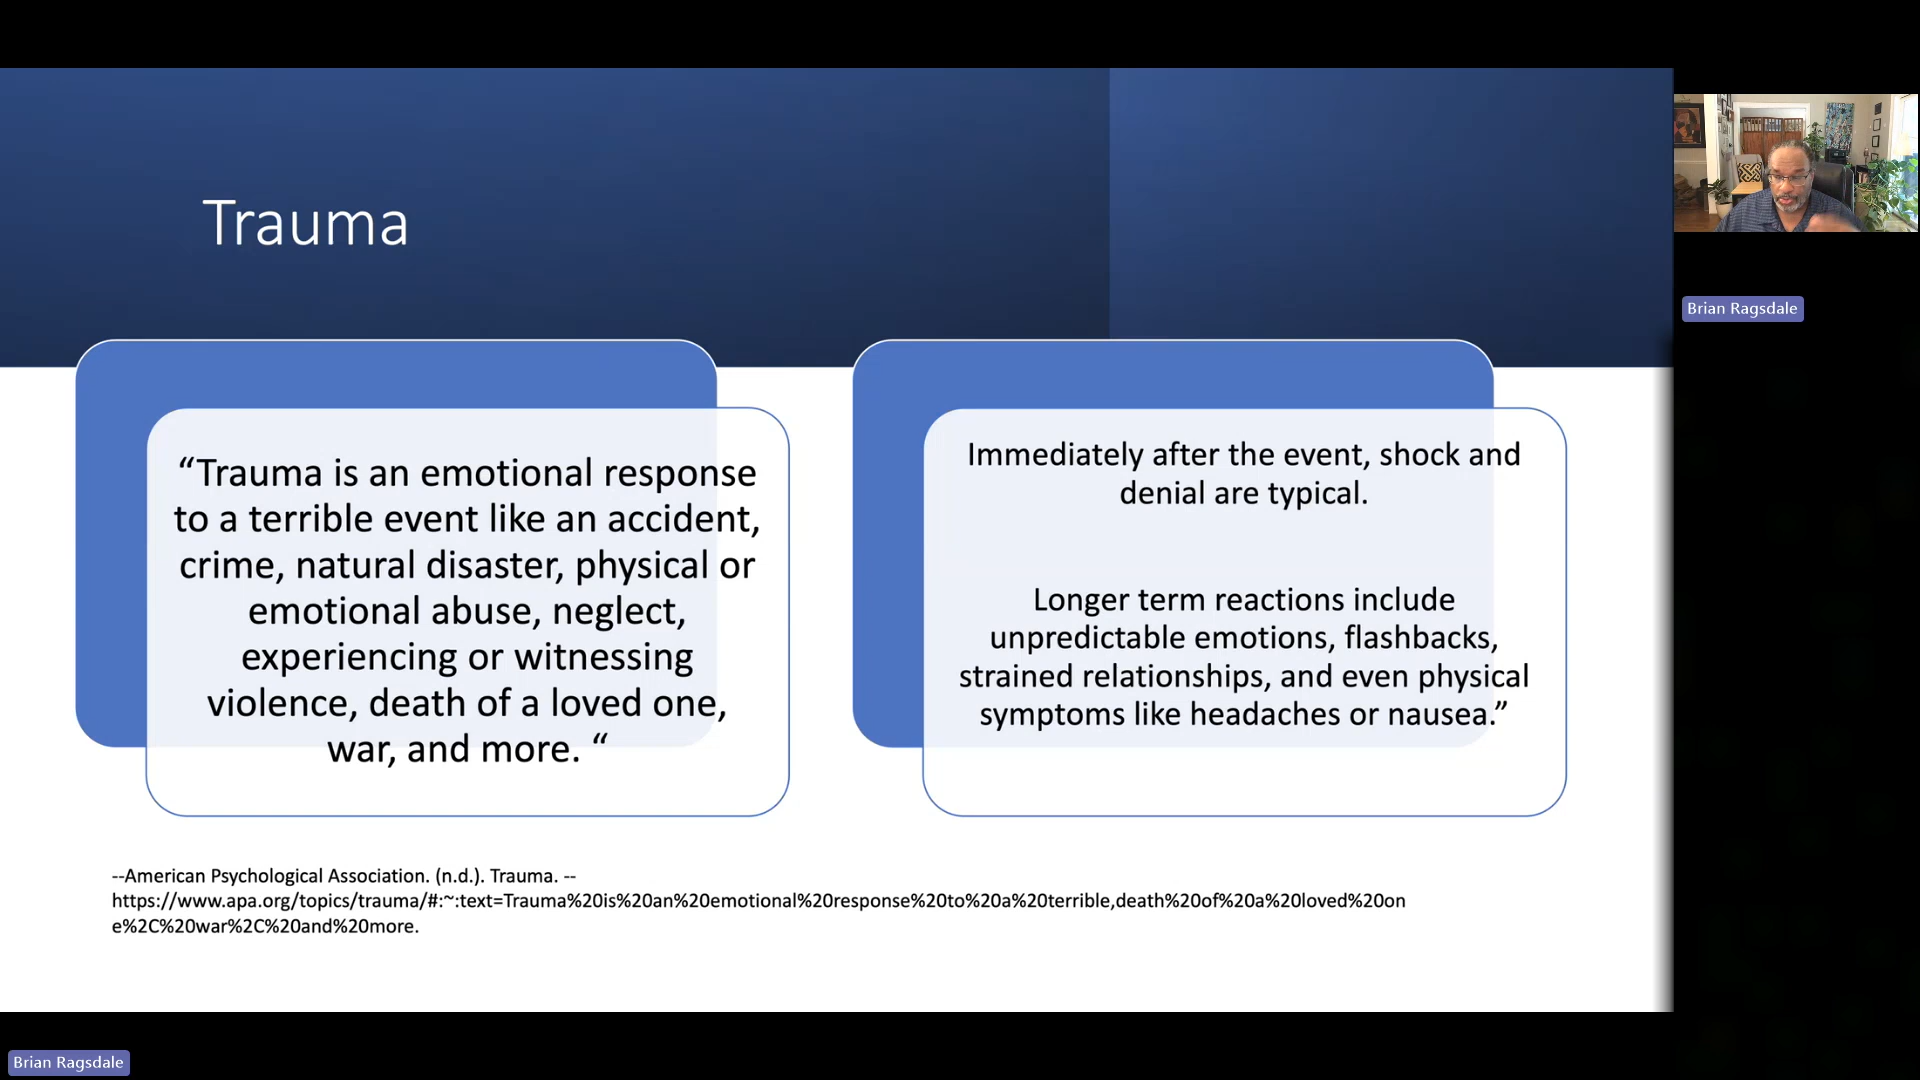 Trauma
“Trauma is an emotional response
to a terrible event like an accident,
crime, natural disaster, physical or
emotional abuse, neglect,
experiencing or witnessing
violence, death of a loved one,
war, and more. “
Immediately after the event, shock and
denial are typical.
Longer term reactions include
unpredictable emotions, flashbacks,
strained relationships, and even physical
symptoms like headaches or nausea.”
--American Psychological Association. (n.d.). Trauma. --
https://www.apa.org/topics/trauma/#:~:text=Trauma%20is%20an%20emotional%20response%20to%20a%20terrible,death%20of%20a%20loved%20on
e%2C%20war%2C%20and%20more.
Brian Ragsdale
Brian Ragsdale